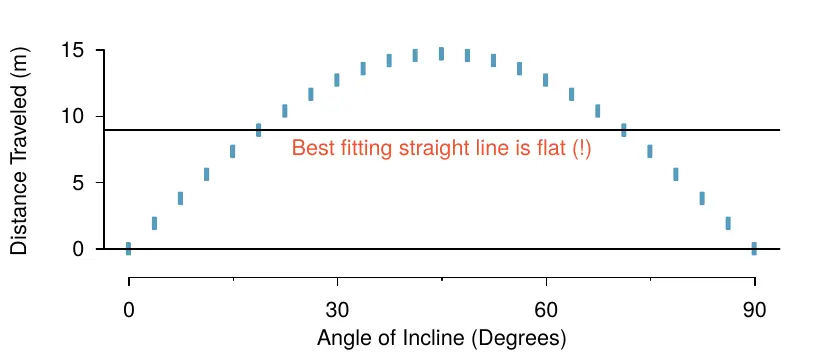 Distance Traveled (m)
15
10
5
0
Best fitting straight line is flat (!)
0 30 60 90
Angle of Incline (Degrees)